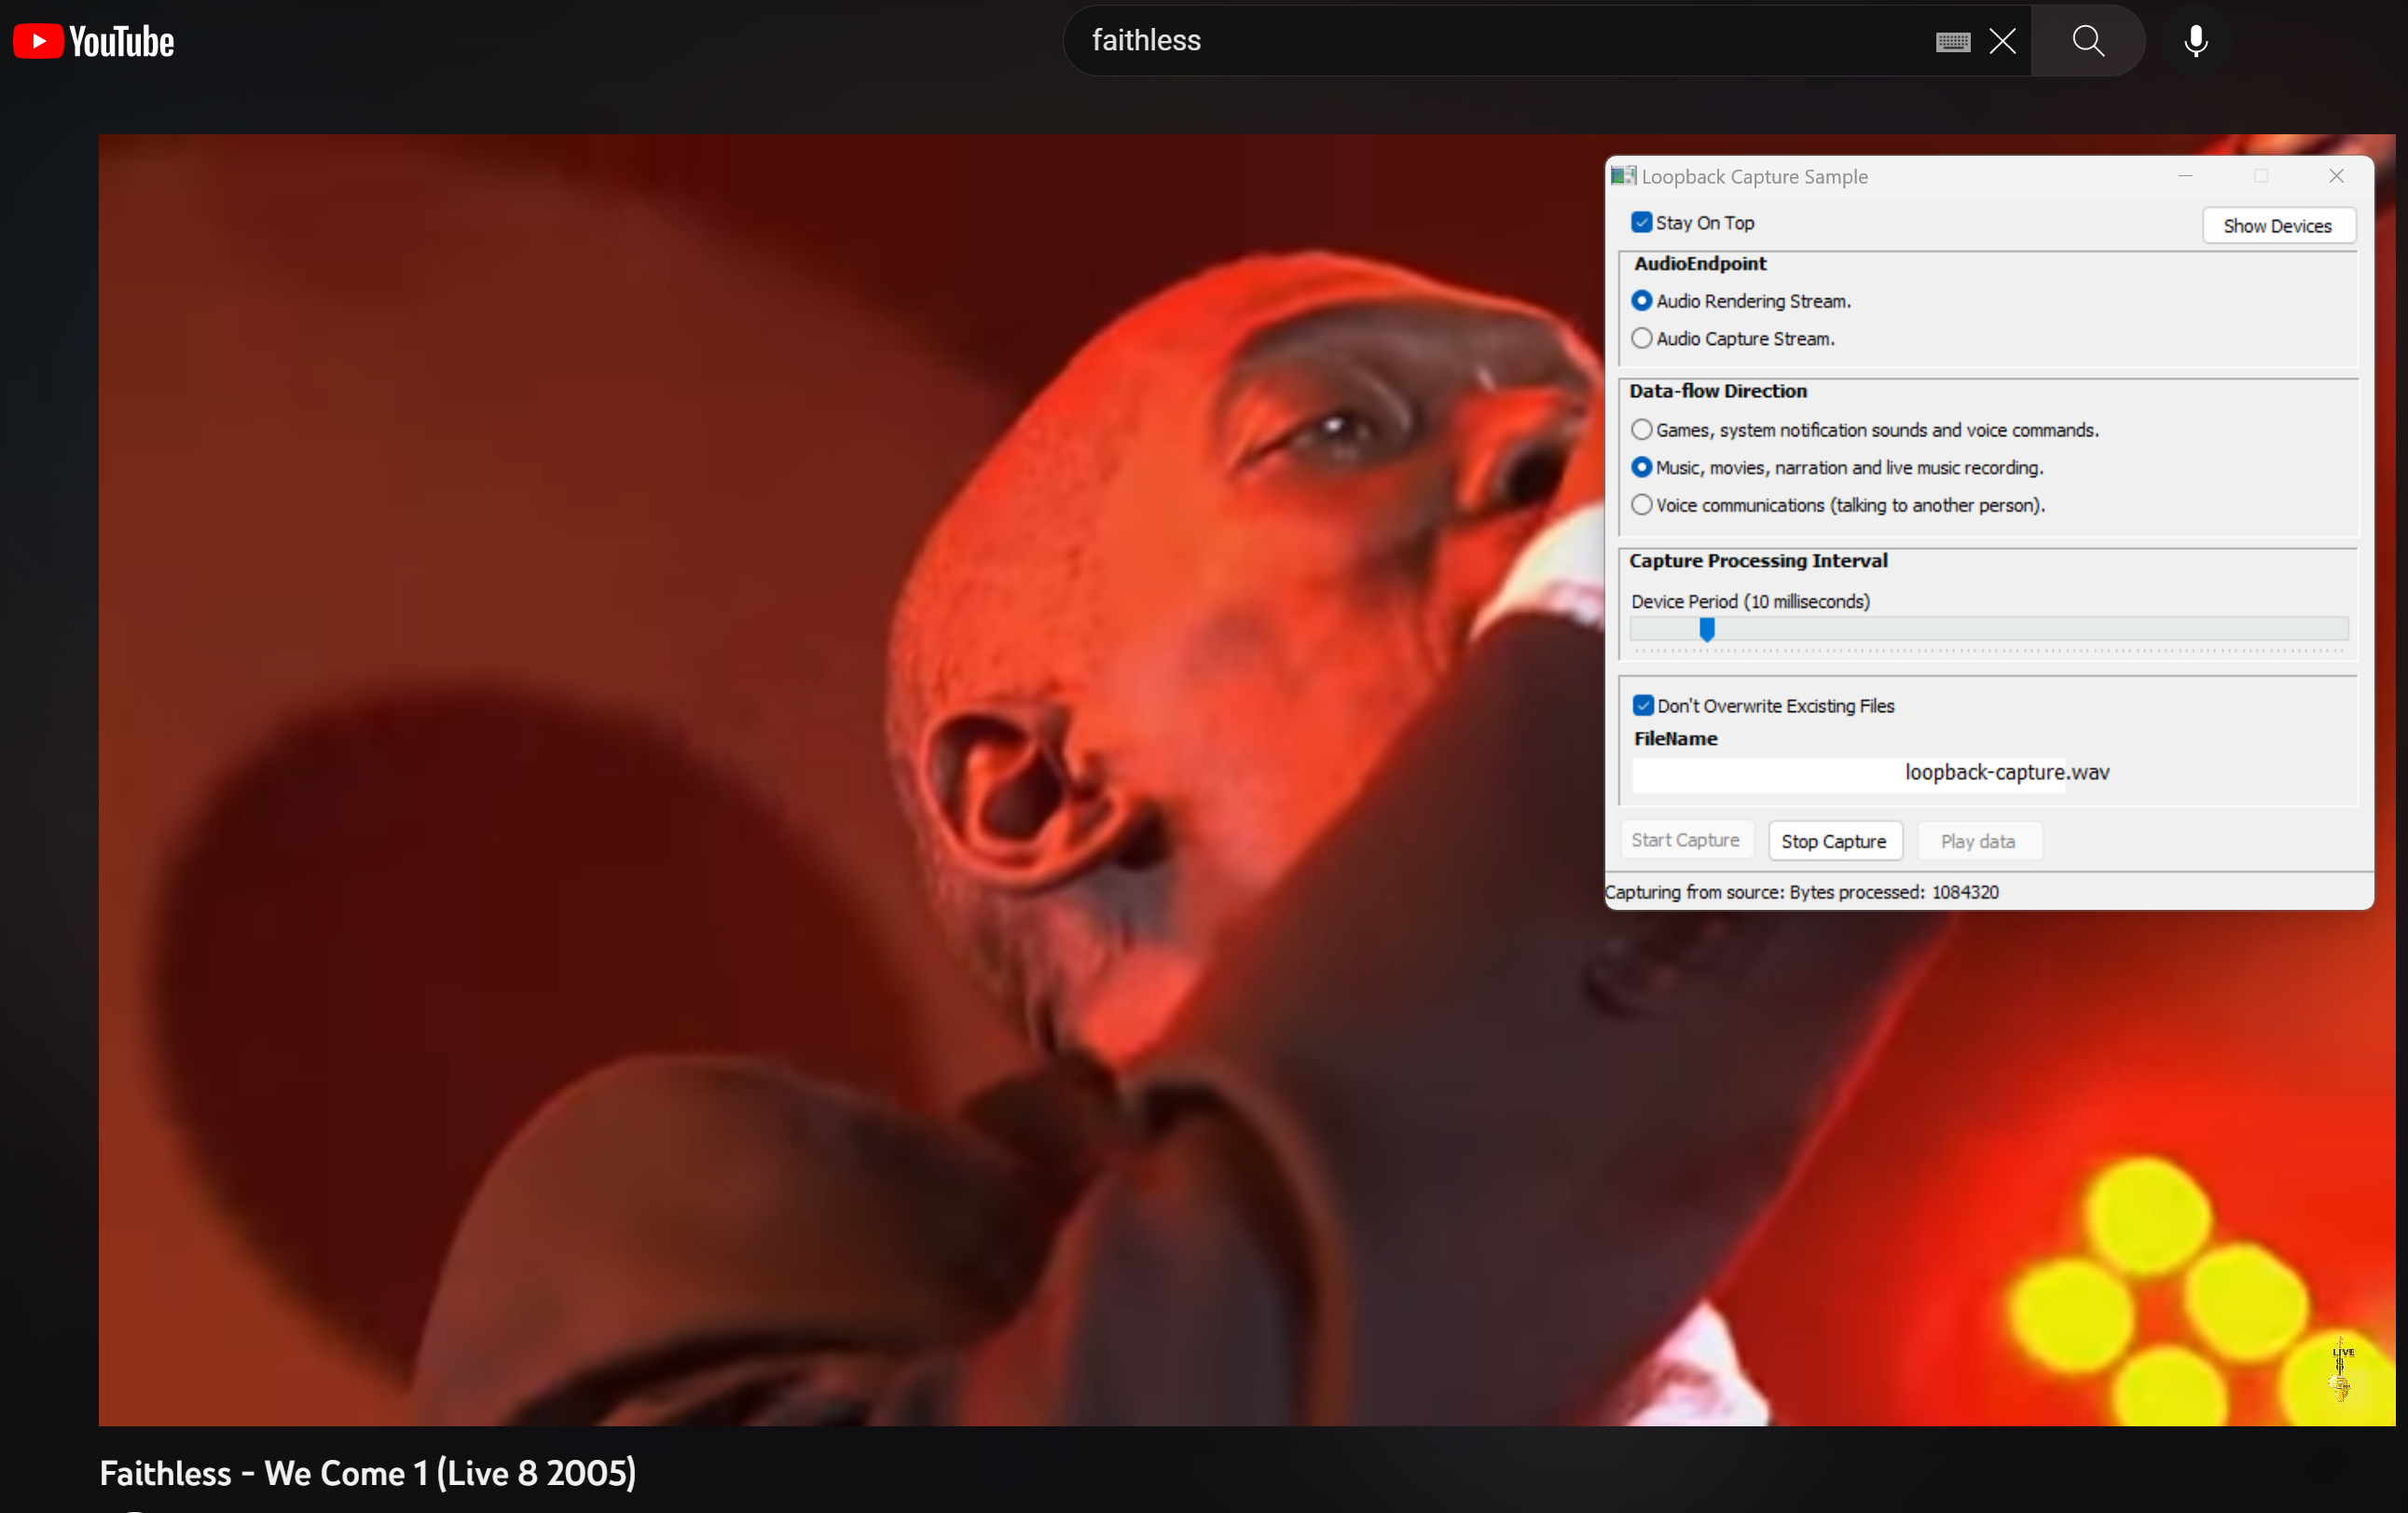 YouTube
faithless
Loopback Capture Sample
Stay On Top
Show Devices
AudioEndpoint
Audio Rendering Stream.
Audio Capture Stream.
Data-flow Direction
Games, system notification sounds and voice commands.
Music, movies, narration and live music recording.
Voice communications (talking to another person).
Capture Processing Interval
Device Period (10 milliseconds)
Don't Overwrite Excisting Files
FileName
loopback-capture.wav
Start Capture
Stop Capture
Play data
Capturing from source: Bytes processed: 1084320
LIVE
8
Faithless - We Come 1 (Live 8 2005)